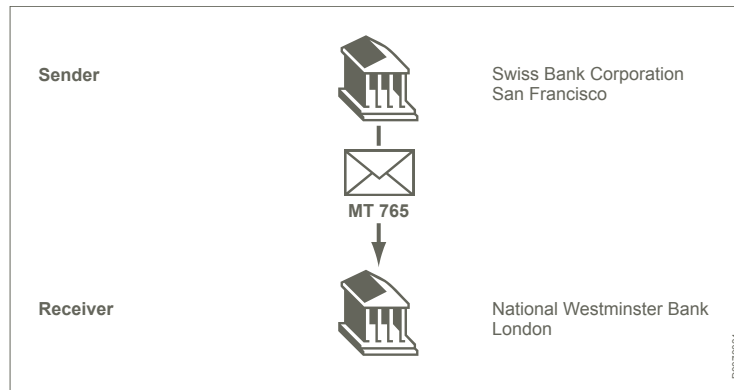 Sender
Swiss Bank Corporation
San Francisco
MT 765
Receiver
National Westminster Bank
London